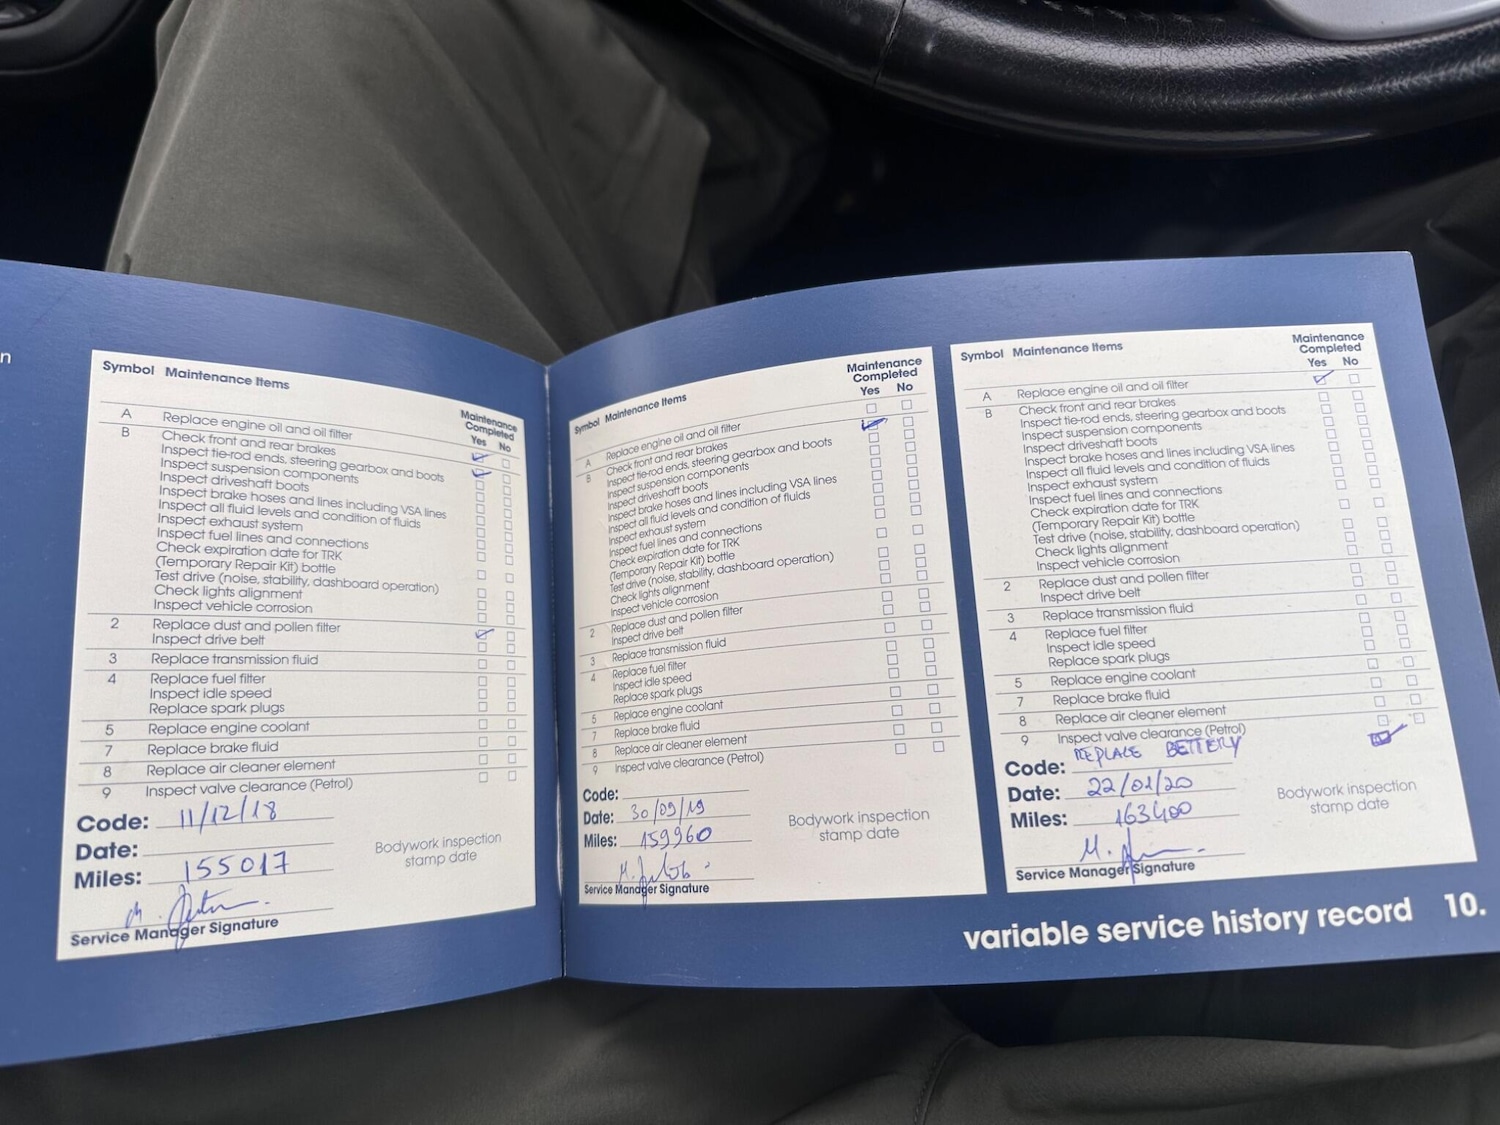 n
Symbol Maintenance Items
Maintenance
Completed
Yes No
A Replace engine oil and oil filter
B Check front and rear brakes
Inspect tie-rod ends, steering gearbox and boots
Inspect suspension components
Inspect driveshaft boots
Inspect brake hoses and lines including VSA lines
Inspect all fluid levels and condition of fluids
Inspect exhaust system
Inspect fuel lines and connections
Check expiration date for TRK
(Temporary Repair Kit) bottle
Test drive (noise, stability, dashboard operation)
Check lights alignment
Inspect vehicle corrosion
2 Replace dust and pollen filter
Inspect drive belt
3 Replace transmission fluid
4 Replace fuel filter
Inspect idle speed
Replace spark plugs
5 Replace engine coolant
7 Replace brake fluid
8 Replace air cleaner element
9 Inspect valve clearance (Petrol)
Code: 11/12/18
Date:
Miles: 155017
Bodywork inspection
stamp date
Service Manager Signature
Symbol Maintenance Items
Maintenance
Completed
Yes No
A Replace engine oil and oil filter
B Check front and rear brakes
Inspect tie-rod ends, steering gearbox and boots
Inspect suspension components
Inspect driveshaft boots
Inspect brake hoses and lines including VSA lines
Inspect all fluid levels and condition of fluids
Inspect exhaust system
Inspect fuel lines and connections
Check expiration date for TRK
(Temporary Repair Kit) bottle
Test drive (noise, stability, dashboard operation)
Check lights alignment
Inspect vehicle corrosion
2 Replace dust and pollen filter
Inspect drive belt
3 Replace transmission fluid
4 Replace fuel filter
Inspect idle speed
Replace spark plugs
5 Replace engine coolant
7 Replace brake fluid
8 Replace air cleaner element
9 Inspect valve clearance (Petrol)
Code:
Date: 30/09/19
Miles: 159960
Bodywork inspection
stamp date
Service Manager Signature
Symbol Maintenance Items
Maintenance
Completed
Yes No
A Replace engine oil and oil filter
B Check front and rear brakes
Inspect tie-rod ends, steering gearbox and boots
Inspect suspension components
Inspect driveshaft boots
Inspect brake hoses and lines including VSA lines
Inspect all fluid levels and condition of fluids
Inspect exhaust system
Inspect fuel lines and connections
Check expiration date for TRK
(Temporary Repair Kit) bottle
Test drive (noise, stability, dashboard operation)
Check lights alignment
Inspect vehicle corrosion
2 Replace dust and pollen filter
Inspect drive belt
3 Replace transmission fluid
4 Replace fuel filter
Inspect idle speed
Replace spark plugs
5 Replace engine coolant
7 Replace brake fluid
8 Replace air cleaner element
9 Inspect valve clearance (Petrol)
REPLACE BETTERY
Code:
Date: 22/01/20
Miles: 163400
Bodywork inspection
stamp date
M.
Service Manager Signature
variable service history record 10.